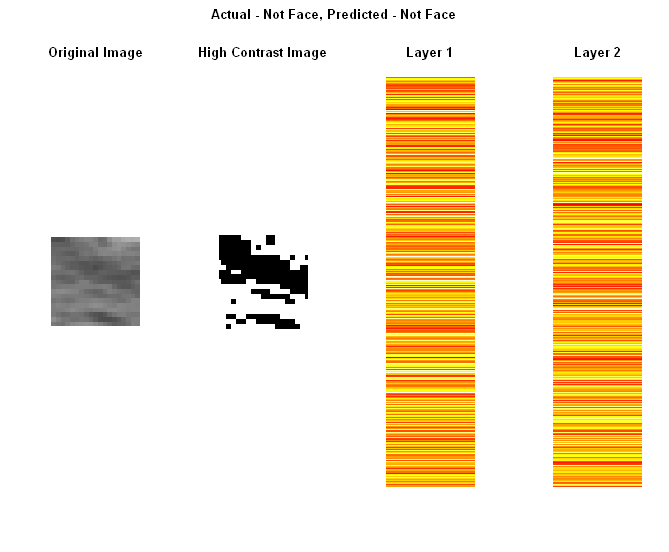 Actual - Not Face, Predicted - Not Face
Original Image
High Contrast Image
Layer 1
Layer 2